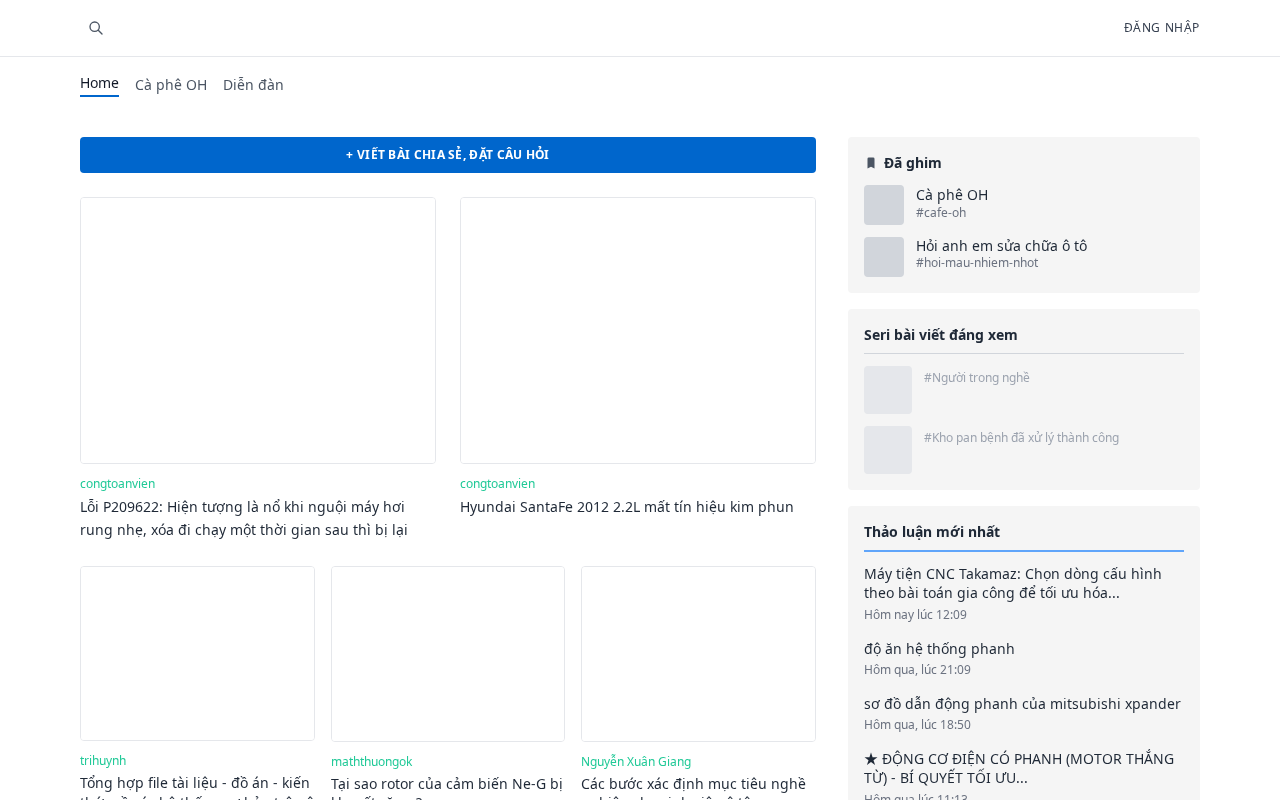 ĐĂNG NHẬP
Home
Cà phê OH
Diễn đàn
+ VIẾT BÀI CHIA SẺ, ĐẶT CÂU HỎI
congtoanvien
Lỗi P209622: Hiện tượng là nổ khi nguội máy hơi
rung nhẹ, xóa đi chạy một thời gian sau thì bị lại
congtoanvien
Hyundai SantaFe 2012 2.2L mất tín hiệu kim phun
trihuynh
Tổng hợp file tài liệu - đồ án - kiến
maththuongok
Tại sao rotor của cảm biến Ne-G bị
Nguyễn Xuân Giang
Các bước xác định mục tiêu nghề
Đã ghim
Cà phê OH
#cafe-oh
Hỏi anh em sửa chữa ô tô
#hoi-mau-nhiem-nhot
Seri bài viết đáng xem
#Người trong nghề
#Kho pan bệnh đã xử lý thành công
Thảo luận mới nhất
Máy tiện CNC Takamaz: Chọn dòng cấu hình
theo bài toán gia công để tối ưu hóa...
Hôm nay lúc 12:09
độ ăn hệ thống phanh
Hôm qua, lúc 21:09
sơ đồ dẫn động phanh của mitsubishi xpander
Hôm qua, lúc 18:50
★ ĐỘNG CƠ ĐIỆN CÓ PHANH (MOTOR THẮNG
TỪ) - BÍ QUYẾT TỐI ƯU...
Hôm qua lúc 11:13